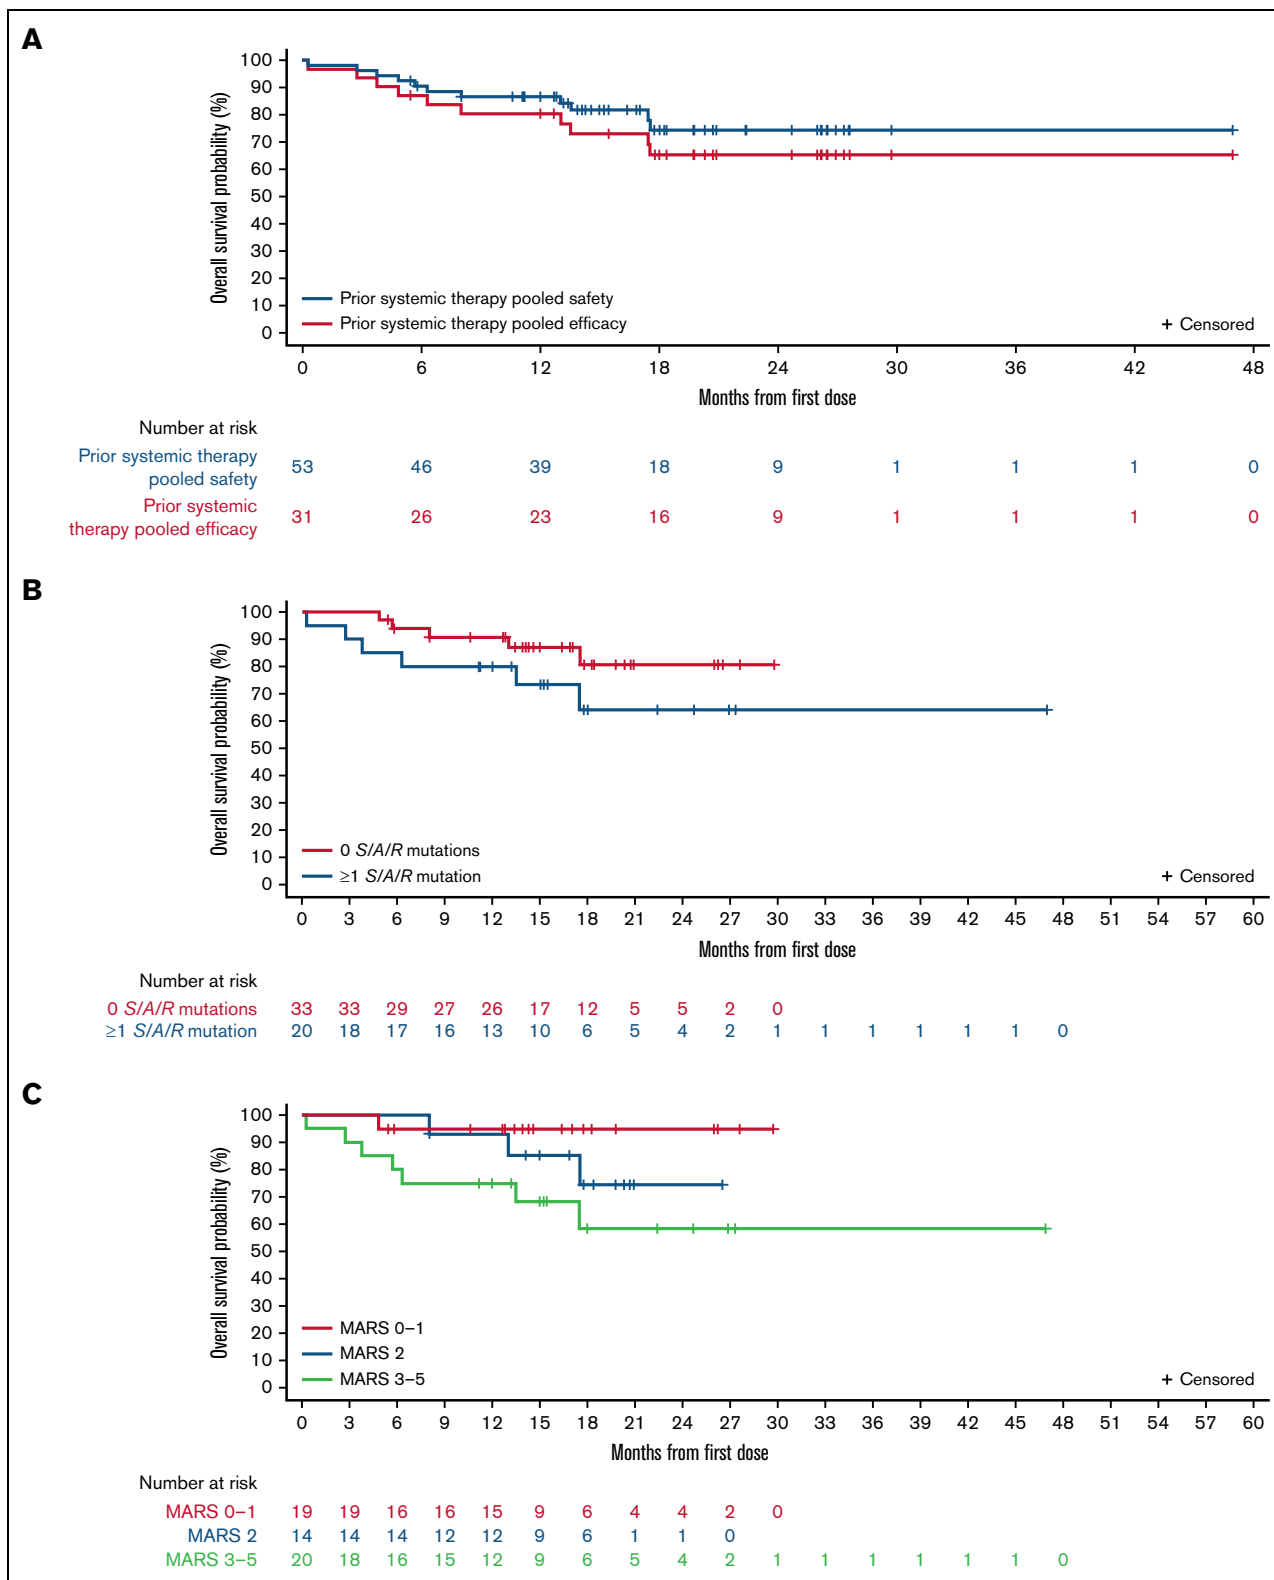 A
Overall survival probability (%)
100
90
80
70
60
50
40
30
20
10
0
Prior systemic therapy pooled safety
Prior systemic therapy pooled efficacy
+ Censored
0 6 12 18 24 30 36 42 48
Months from first dose
Number at risk
Prior systemic therapy
pooled safety
53 46 39 18 9 1 1 1 0
Prior systemic
therapy pooled efficacy
31 26 23 16 9 1 1 1 0
B
Overall survival probability (%)
100
90
80
70
60
50
40
30
20
10
0
0 S/A/R mutations
≥1 S/A/R mutation
+ Censored
0 3 6 9 12 15 18 21 24 27 30 33 36 39 42 45 48 51 54 57 60
Months from first dose
Number at risk
0 S/A/R mutations 33 33 29 27 26 17 12 5 5 2 0
≥1 S/A/R mutation 20 18 17 16 13 10 6 5 4 2 1 1 1 1 1 1 0
C
Overall survival probability (%)
100
90
80
70
60
50
40
30
20
10
0
MARS 0–1
MARS 2
MARS 3–5
+ Censored
0 3 6 9 12 15 18 21 24 27 30 33 36 39 42 45 48 51 54 57 60
Months from first dose
Number at risk
MARS 0–1 19 19 16 16 15 9 6 4 4 2 0
MARS 2 14 14 14 12 12 9 6 1 1 0
MARS 3–5 20 18 16 15 12 9 6 5 4 2 1 1 1 1 1 1 0